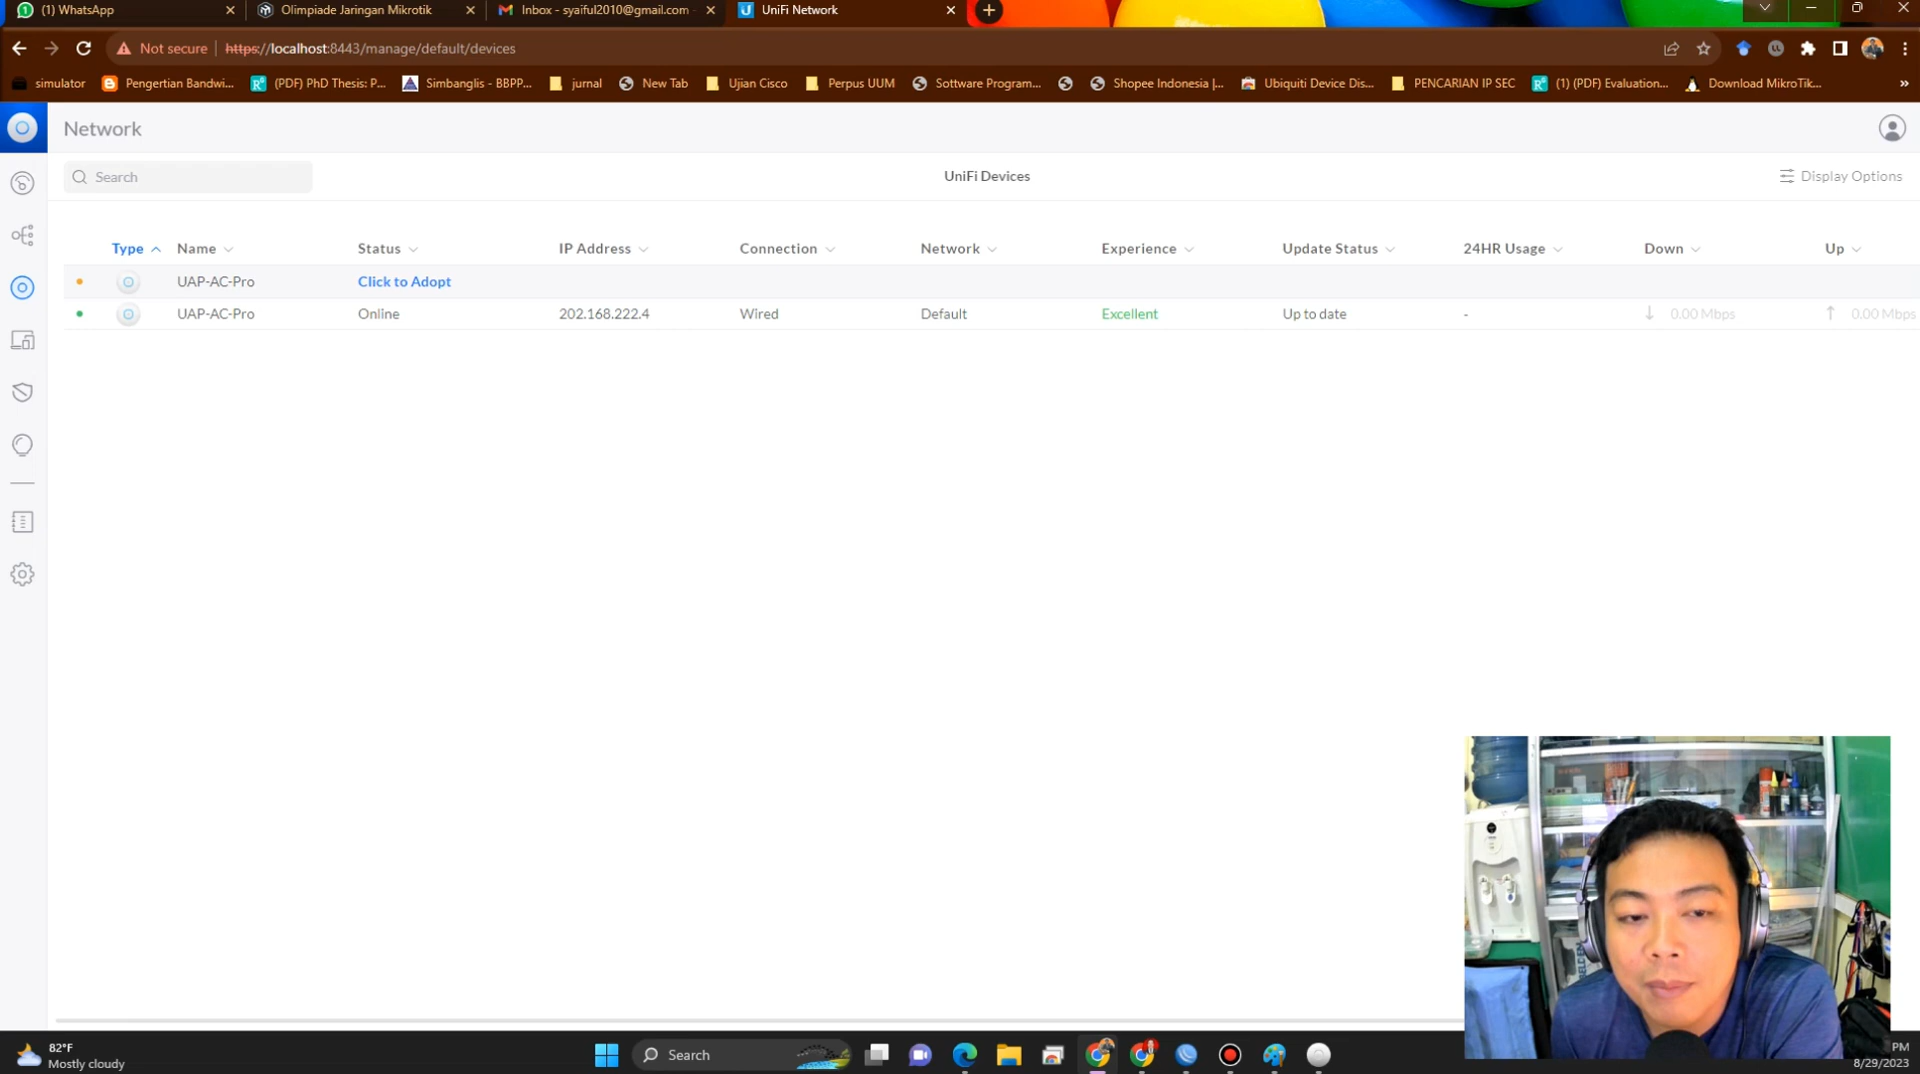 (1) WhatsApp
Olimpiade Jaringan Mikrotik
Inbox - syaiful2010@gmail.com
UniFi Network
Not secure
https://localhost:8443/manage/default/devices
simulator
Pengertian Bandwi...
(PDF) PhD Thesis: P...
Simbanglis - BBPP...
jurnal
New Tab
Ujian Cisco
Perpus UUM
Sottware Program...
Shopee Indonesia |...
Ubiquiti Device Dis...
PENCARIAN IP SEC
(1) (PDF) Evaluation...
Download MikroTik...
»
Network
Search
UniFi Devices
Display Options
Type Name Status IP Address Connection Network Experience Update Status 24HR Usage Down Up
UAP-AC-Pro Click to Adopt
UAP-AC-Pro Online 202.168.222.4 Wired Default Excellent Up to date - 0.00 Mbps 0.00 Mbps
82°F
Mostly cloudy
Search
PM
8/29/2023